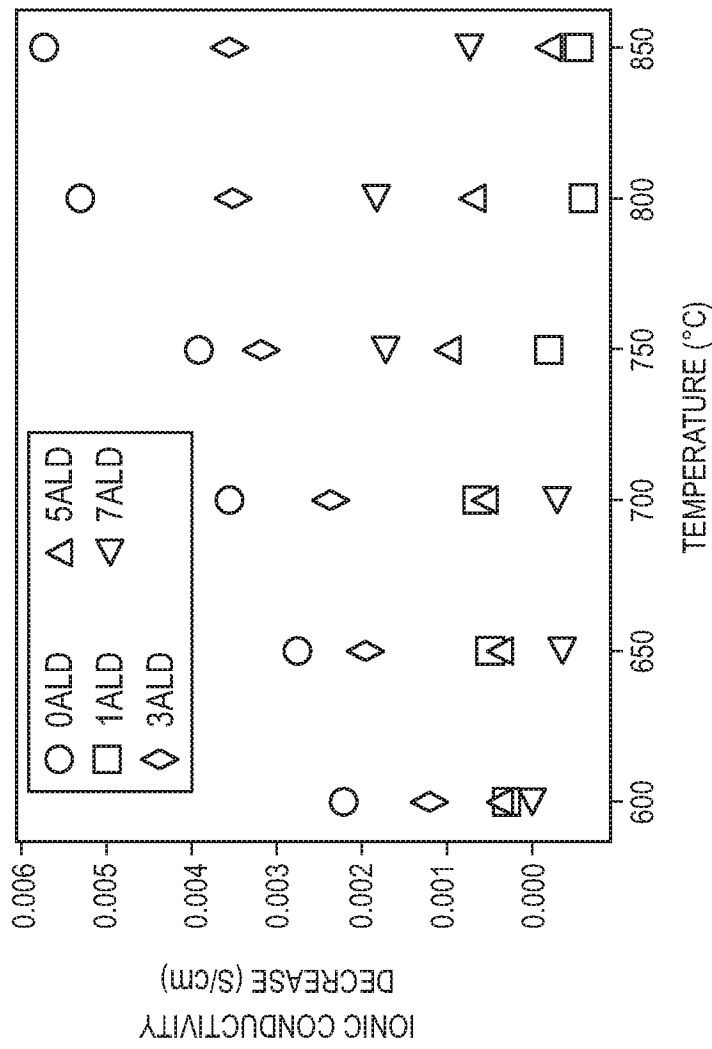 0ALD
1ALD
3ALD
5ALD
7ALD
IONIC CONDUCTIVITY
DECREASE (S/cm)
0.006
0.005
0.004
0.003
0.002
0.001
0.000
600
650
700
750
800
850
TEMPERATURE (°C)